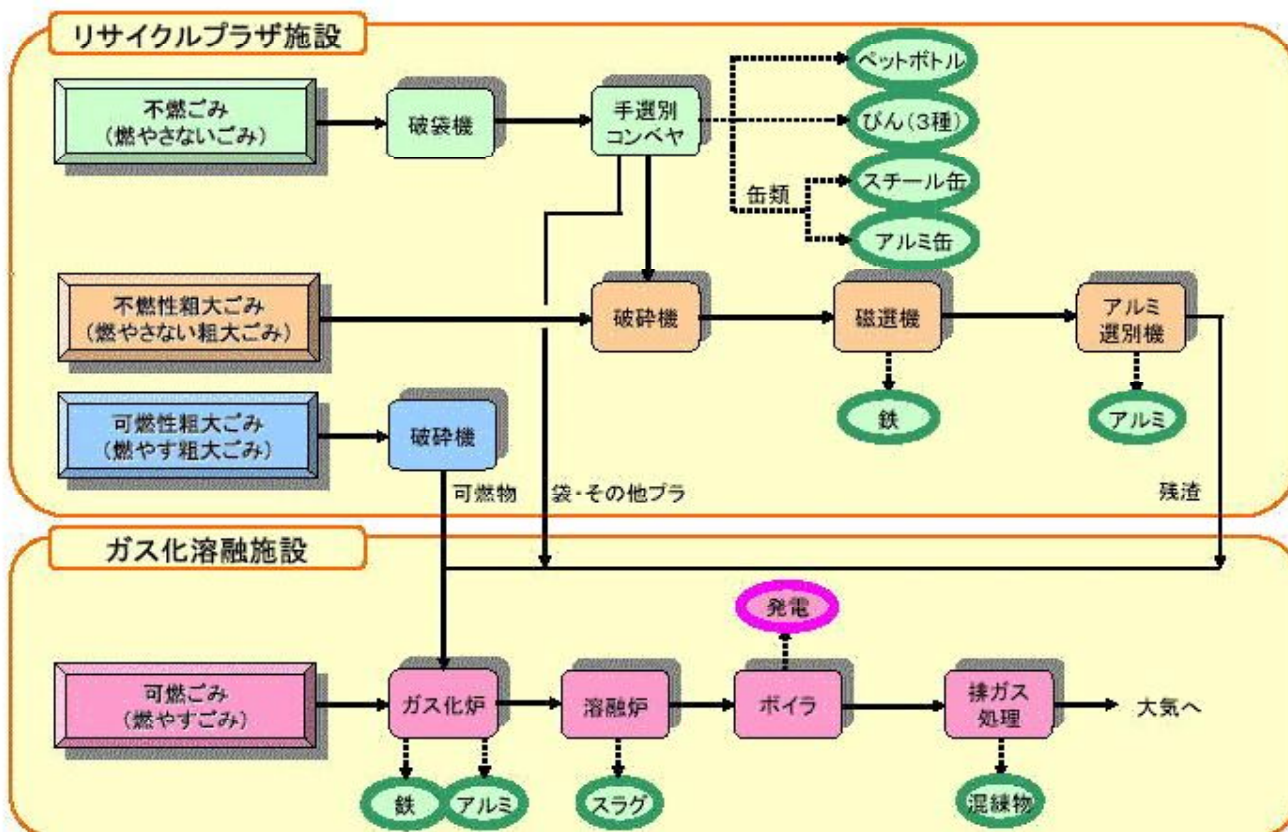 リサイクルプラザ施設
不燃ごみ
(燃やさないごみ)
破袋機
手選別
コンベヤ
ペットボトル
びん(3種)
缶類
スチール缶
アルミ缶
不燃性粗大ごみ
(燃やさない粗大ごみ)
破砕機
磁選機
アルミ
選別機
鉄
アルミ
可燃性粗大ごみ
(燃やす粗大ごみ)
破砕機
可燃物
袋・その他プラ
残渣
ガス化溶融施設
発電
可燃ごみ
(燃やすごみ)
ガス化炉
溶融炉
ボイラ
排ガス
処理
大気へ
鉄
アルミ
スラグ
混練物